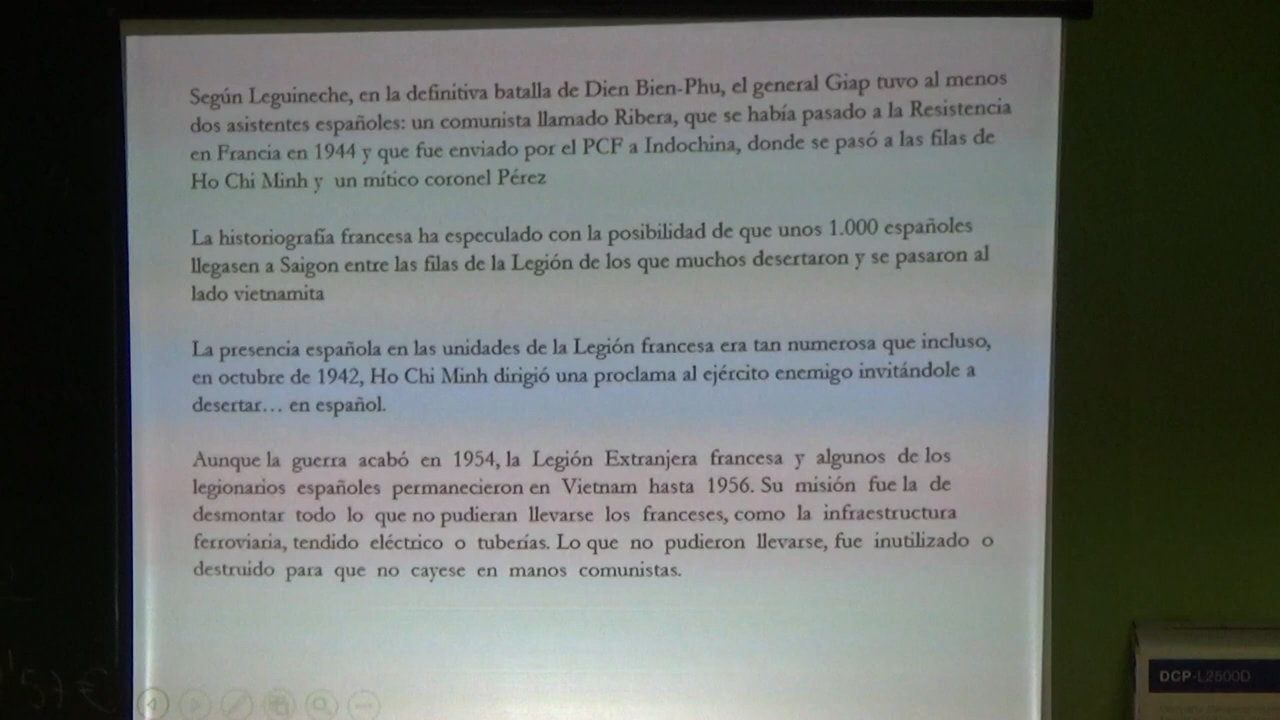 Según Leguineche, en la definitiva batalla de Dien Bien-Phu, el general Giap tuvo al menos
dos asistentes españoles: un comunista llamado Ribera, que se había pasado a la Resistencia
en Francia en 1944 y que fue enviado por el PCF a Indochina, donde se pasó a las filas de
Ho Chi Minh y un mítico coronel Pérez
La historiografía francesa ha especulado con la posibilidad de que unos 1.000 españoles
llegasen a Saigon entre las filas de la Legión de los que muchos desertaron y se pasaron al
lado vietnamita
La presencia española en las unidades de la Legión francesa era tan numerosa que incluso,
en octubre de 1942, Ho Chi Minh dirigió una proclama al ejército enemigo invitándole a
desertar... en español.
Aunque la guerra acabó en 1954, la Legión Extranjera francesa y algunos de los
legionarios españoles permanecieron en Vietnam hasta 1956. Su misión fue la de
desmontar todo lo que no pudieran llevarse los franceses, como la infraestructura
ferroviaria, tendido eléctrico o tuberías. Lo que no pudieron llevarse, fue inutilizado o
destruido para que no cayese en manos comunistas.
57 €
DCP-L2500D